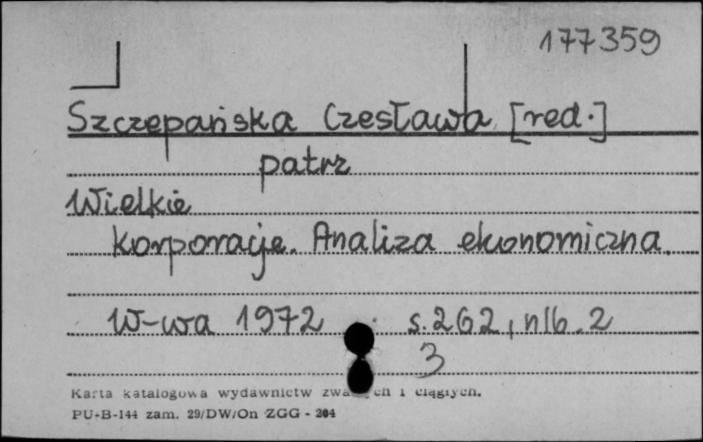 177359
Szczepańska Czesława [red.]
patrz
Wielkie
korporacje. Analiza ekonomiczna.
W-wa 1972 s. 262, nlb. 2
3
Karta katalogowa wydawnictw i ciągłych.
PU-B-144 zam. 29/DW/On ZGG - 204